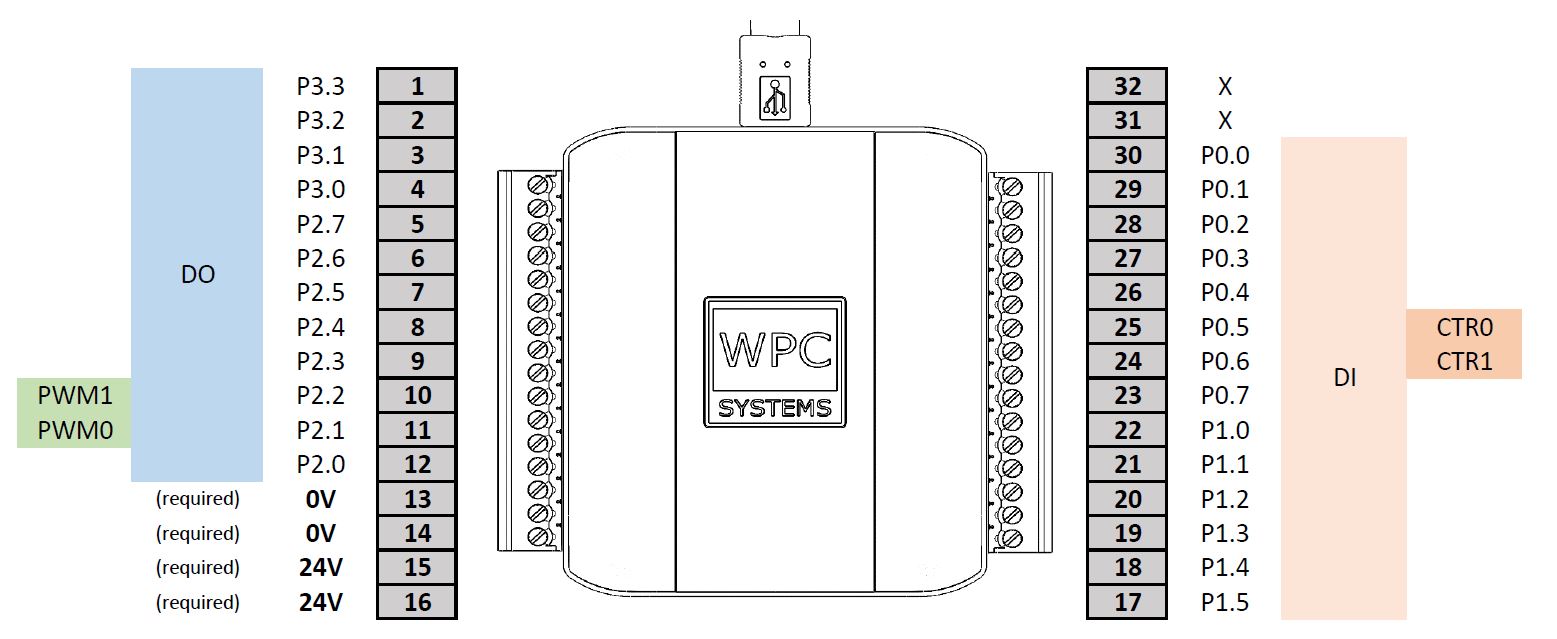 P3.3 1 32 X
P3.2 2 31 X
P3.1 3 30 P0.0
P3.0 4 29 P0.1
P2.7 5 28 P0.2
P2.6 6 27 P0.3
DO
P2.5 7 26 P0.4
P2.4 8 25 P0.5 CTR0
P2.3 9 24 P0.6 CTR1
WPC
SYSTEMS
DI
PWM1 P2.2 10 23 P0.7
PWM0 P2.1 11 22 P1.0
P2.0 12 21 P1.1
(required) 0V 13 20 P1.2
(required) 0V 14 19 P1.3
(required) 24V 15 18 P1.4
(required) 24V 16 17 P1.5